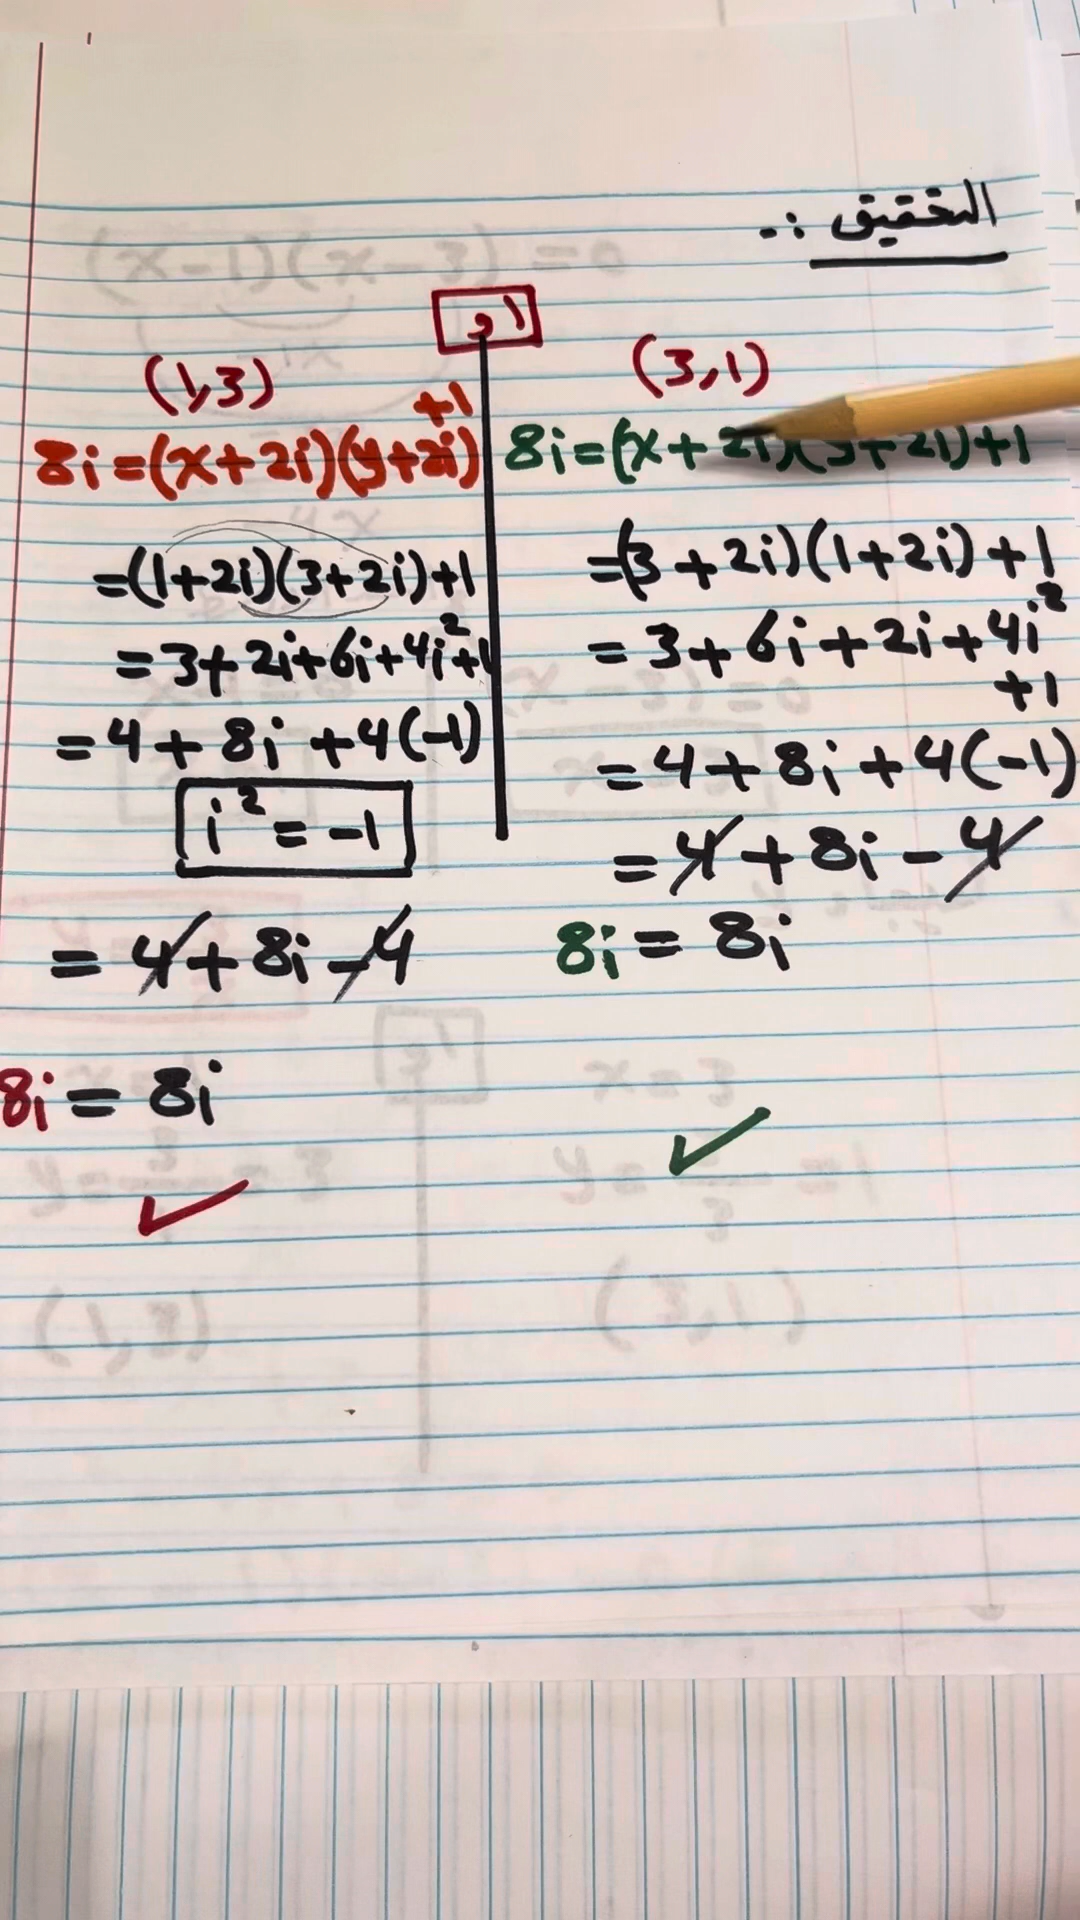 التحقيق :-
او
(1,3)
8i=(x+2i)(y+2i)+1
=(1+2i)(3+2i)+1
=3+2i+6i+4i²+1
=4+8i+4(-1)
i²=-1
=4+8i-4
8i=8i
✓
(3,1)
8i=(x+2i)(y+2i)+1
=(3+2i)(1+2i)+1
=3+6i+2i+4i²
+1
=4+8i+4(-1)
=4+8i-4
8i=8i
✓